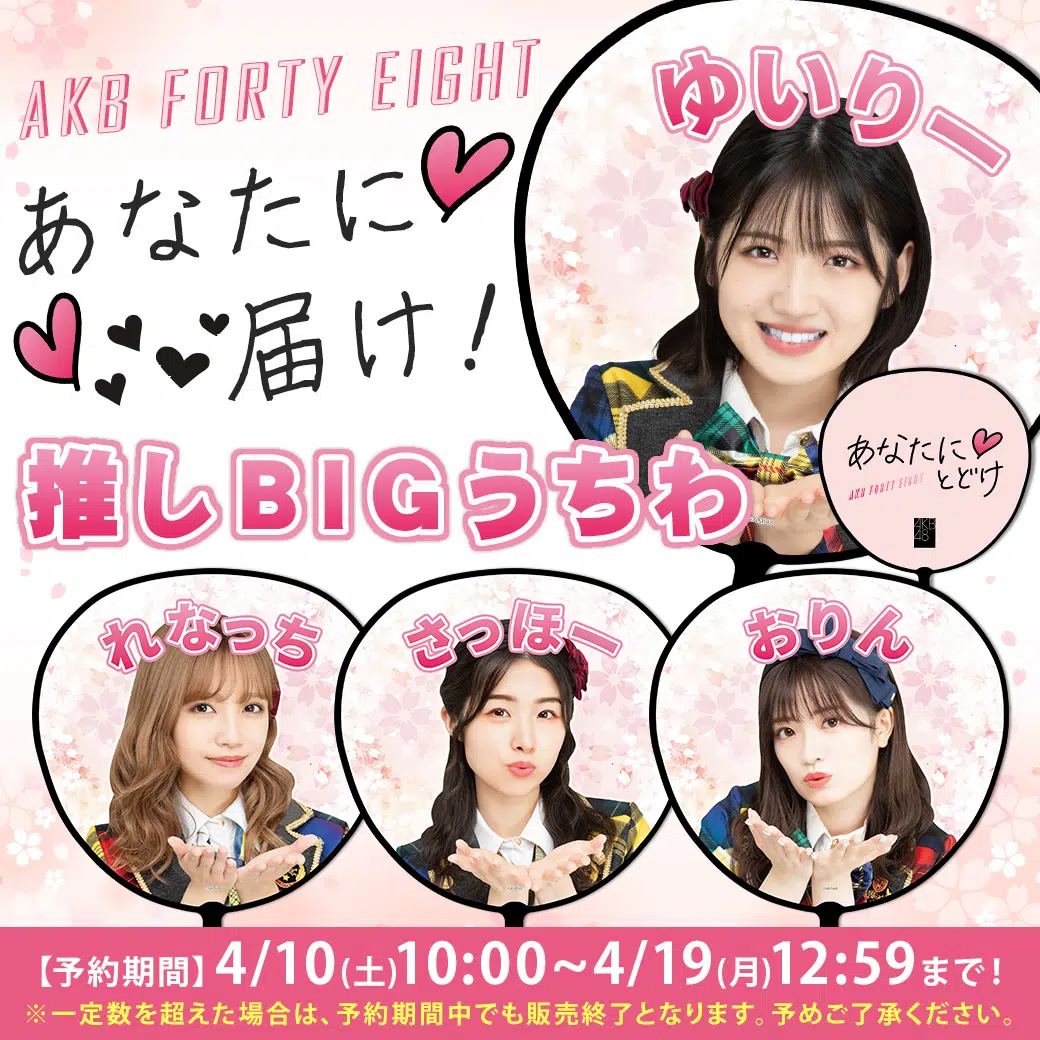 AKB FORTY EIGHT
あなたに
届け!
推しBIGうちわ
ゆいりー
あなたに
とどけ
AKB FORTY EIGHT
AKB
48
れなっち
さっほー
おりん
【予約期間】4/10(土)10:00~4/19(月)12:59まで!
※一定数を超えた場合は、予約期間中でも販売終了となります。予めご了承ください。